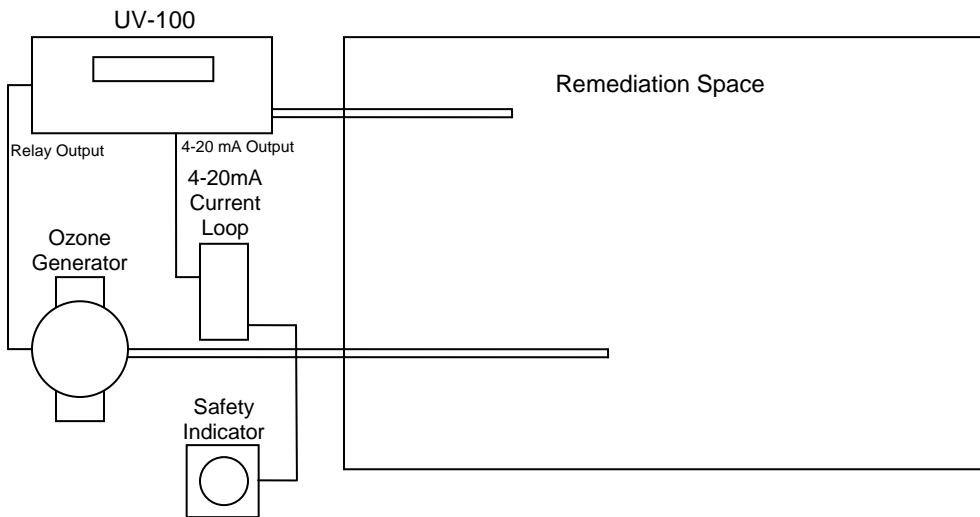 UV-100
Remediation Space
Relay Output
4-20 mA Output
4-20mA
Current
Loop
Ozone
Generator
Safety
Indicator